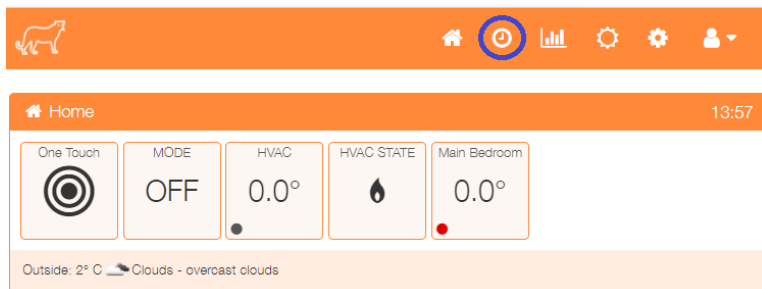 Home 13:57
One Touch MODE HVAC HVAC STATE Main Bedroom
OFF 0.0° 0.0°
Outside: 2° C Clouds - overcast clouds